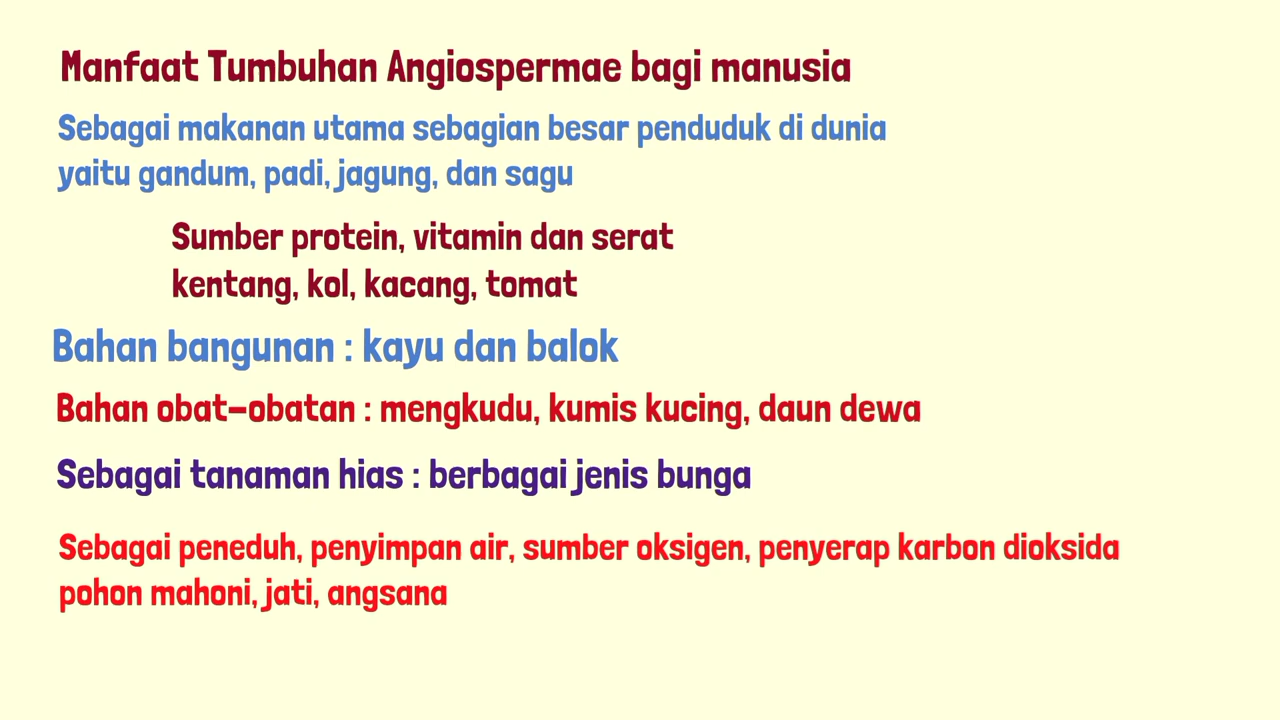 Manfaat Tumbuhan Angiospermae bagi manusia
Sebagai makanan utama sebagian besar penduduk di dunia
yaitu gandum, padi, jagung, dan sagu
Sumber protein, vitamin dan serat
kentang, kol, kacang, tomat
Bahan bangunan : kayu dan balok
Bahan obat-obatan : mengkudu, kumis kucing, daun dewa
Sebagai tanaman hias : berbagai jenis bunga
Sebagai peneduh, penyimpan air, sumber oksigen, penyerap karbon dioksida
pohon mahoni, jati, angsana